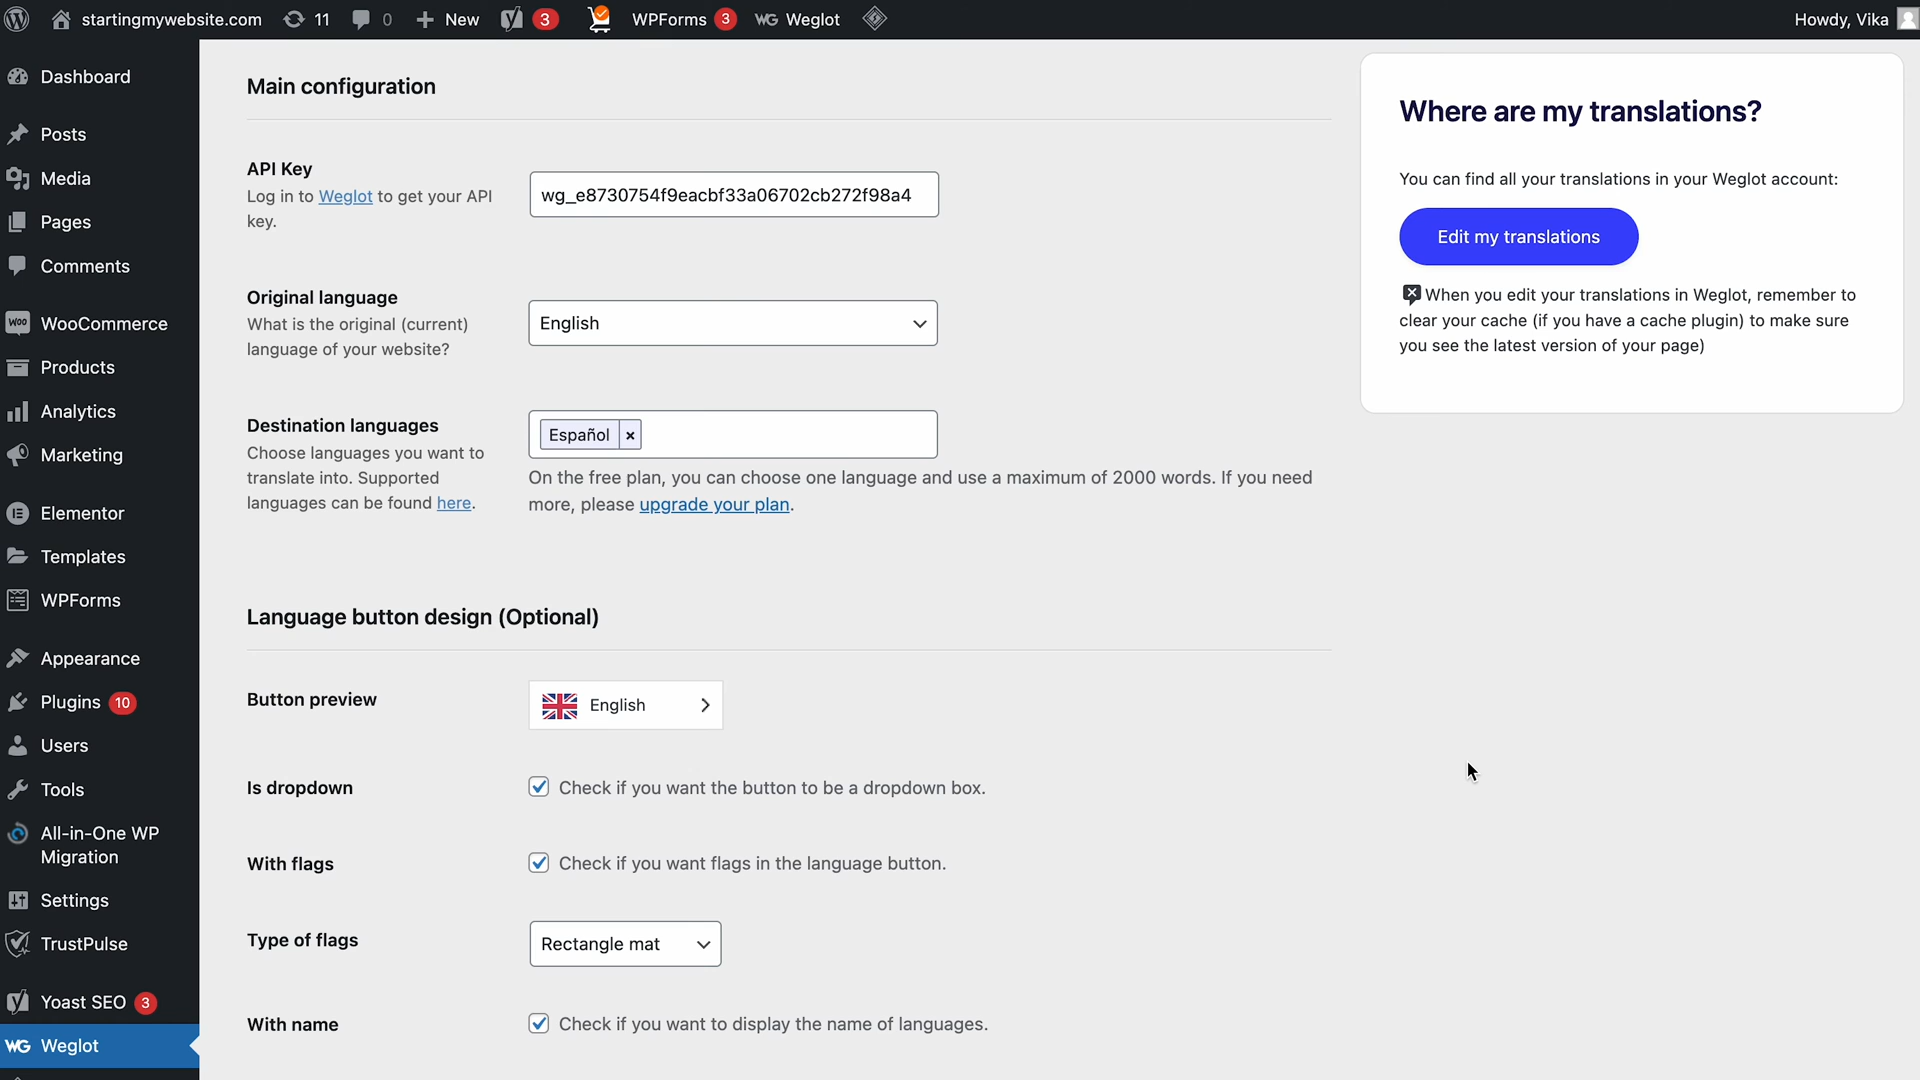 startingmywebsite.com 11 0 New 3 WPForms 3 WG Weglot Howdy, Vika
Dashboard
Posts
Media
Pages
Comments
WOO WooCommerce
Products
Analytics
Marketing
Elementor
Templates
WPForms
Appearance
Plugins 10
Users
Tools
All-in-One WP
Migration
Settings
TrustPulse
Yoast SEO 3
WG Weglot
Main configuration
API Key
Log in to Weglot to get your API
key.
wg_e8730754f9eacbf33a06702cb272f98a4
Original language
What is the original (current)
language of your website?
English
Destination languages
Choose languages you want to
translate into. Supported
languages can be found here.
Español ×
On the free plan, you can choose one language and use a maximum of 2000 words. If you need
more, please upgrade your plan.
Language button design (Optional)
Button preview
English
Is dropdown
Check if you want the button to be a dropdown box.
With flags
Check if you want flags in the language button.
Type of flags
Rectangle mat
With name
Check if you want to display the name of languages.
Where are my translations?
You can find all your translations in your Weglot account:
Edit my translations
When you edit your translations in Weglot, remember to
clear your cache (if you have a cache plugin) to make sure
you see the latest version of your page)